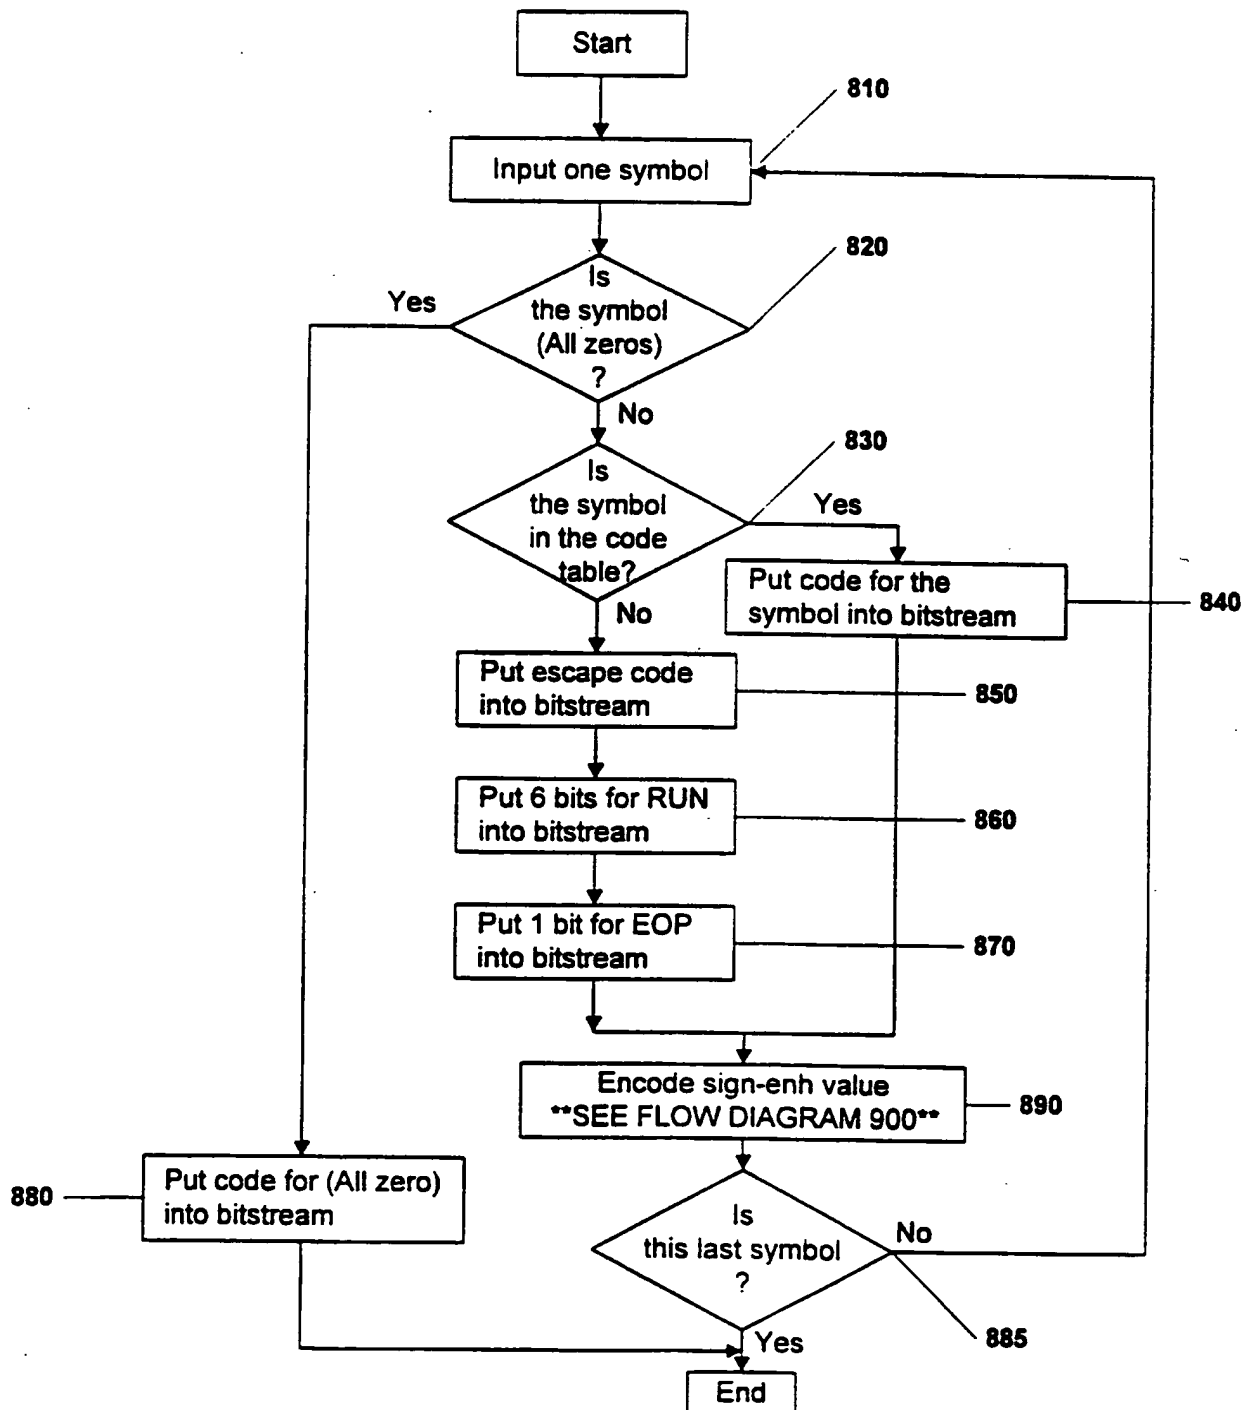 Start
810
Input one symbol
820
Yes
Is
the symbol
(All zeros)
?
No
830
Is
the symbol
in the code
table?
Yes
Put code for the
symbol into bitstream
840
No
Put escape code
into bitstream
850
Put 6 bits for RUN
into bitstream
860
Put 1 bit for EOP
into bitstream
870
Encode sign-enh value
**SEE FLOW DIAGRAM 900**
890
880
Put code for (All zero)
into bitstream
Is
this last symbol
?
No
885
Yes
End